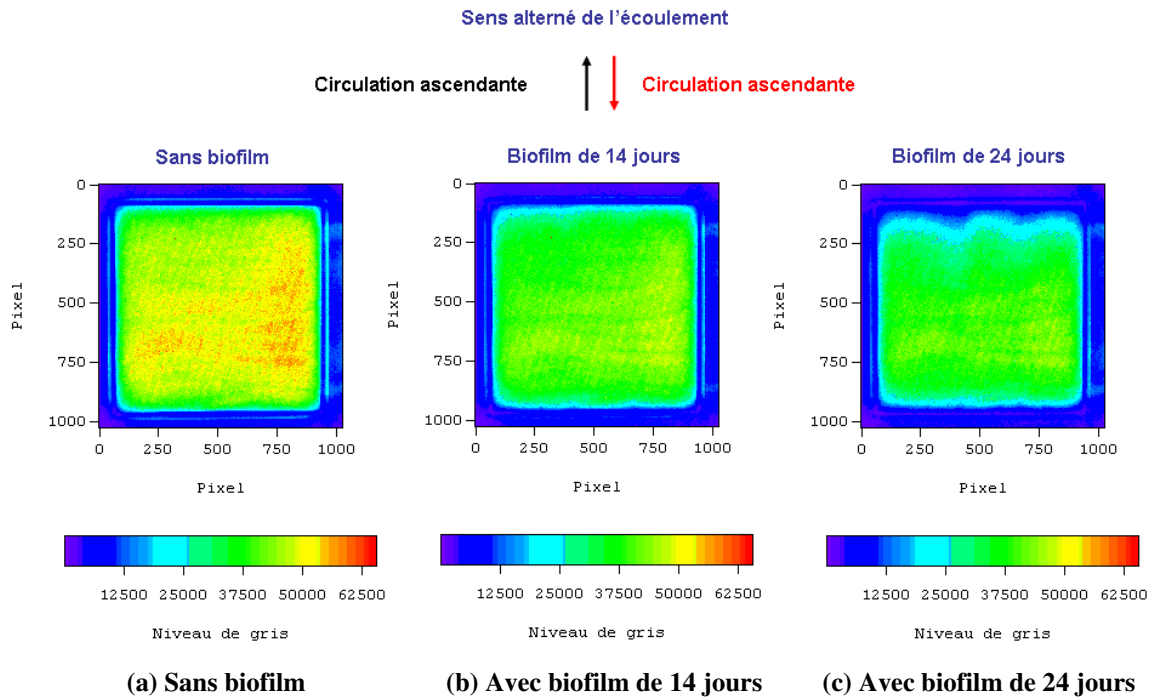 Sens alterné de l'écoulement
Circulation ascendante
Circulation ascendante
Sans biofilm
Biofilm de 14 jours
Biofilm de 24 jours
0
250
500
750
1000
Pixel
0 250 500 750 1000
Pixel
0
250
500
750
1000
Pixel
0 250 500 750 1000
Pixel
0
250
500
750
1000
Pixel
0 250 500 750 1000
Pixel
12500 25000 37500 50000 62500
Niveau de gris
12500 25000 37500 50000 62500
Niveau de gris
12500 25000 37500 50000 62500
Niveau de gris
(a) Sans biofilm
(b) Avec biofilm de 14 jours
(c) Avec biofilm de 24 jours